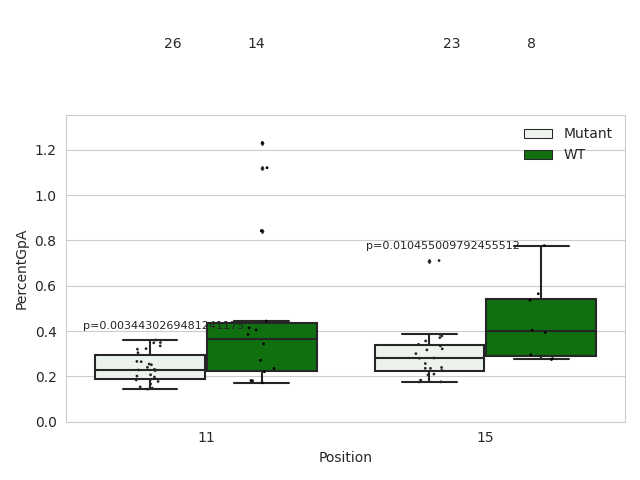 26 14 23 8
1.2
1.0
0.8
0.6
0.4
0.2
0.0
PercentGpA
Mutant
WT
p=0.010455009792455512
p=0.0034430269481241175
11 15
Position